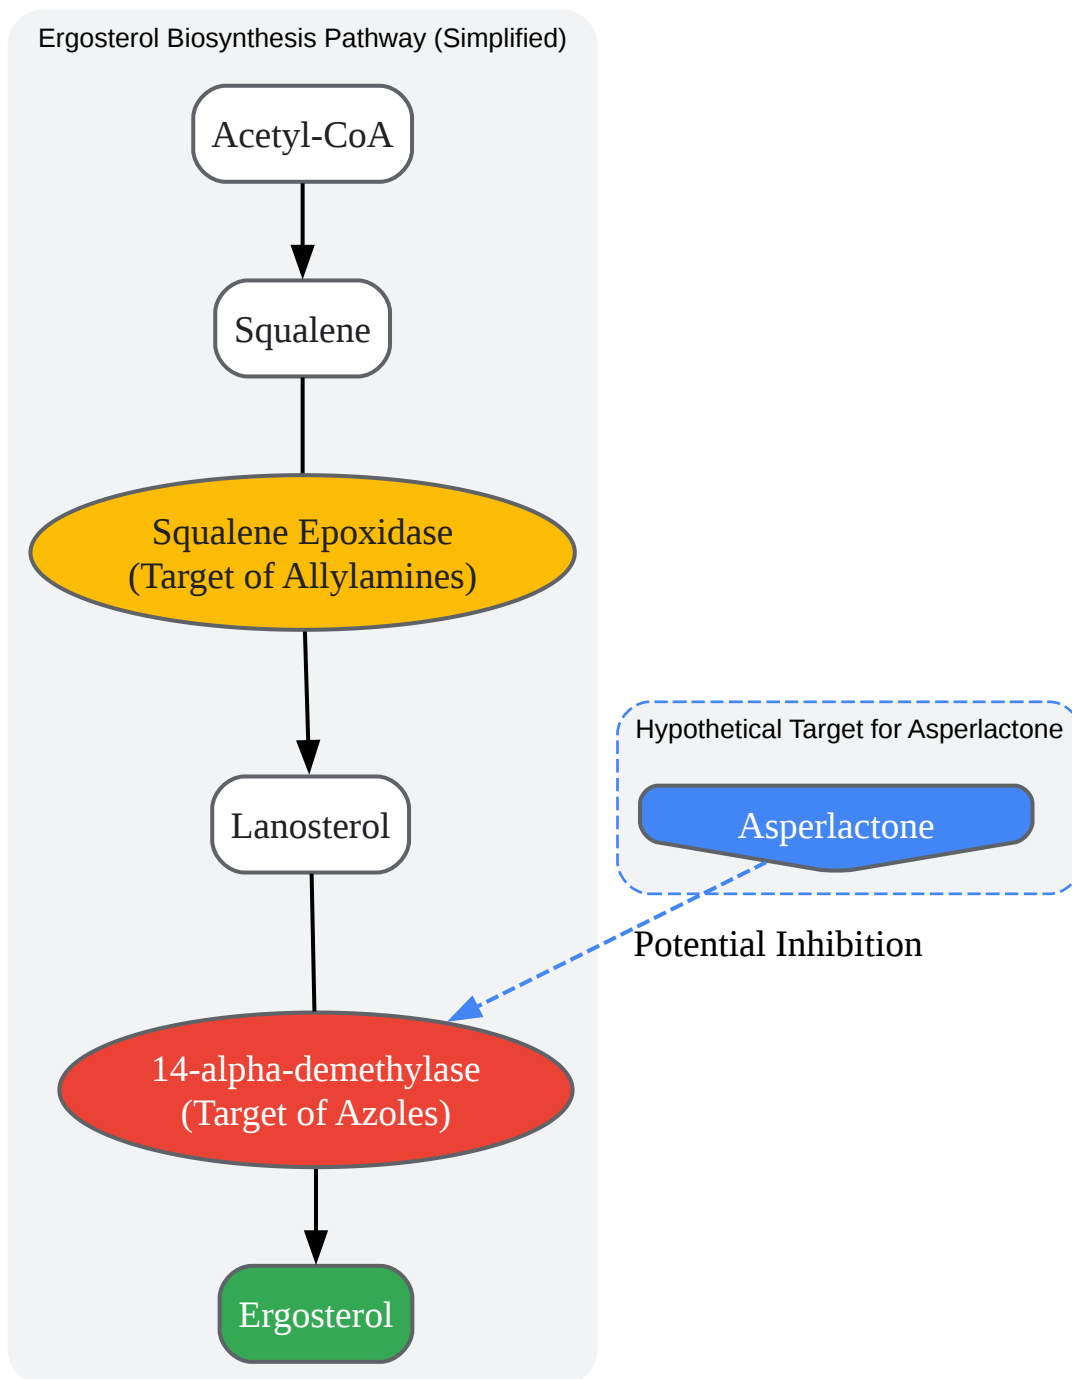 Ergosterol Biosynthesis Pathway (Simplified)
Acetyl-CoA
Squalene
Squalene Epoxidase
(Target of Allylamines)
Hypothetical Target for Asperlactone
Lanosterol
Asperlactone
Potential Inhibition
14-alpha-demethylase
(Target of Azoles)
Ergosterol